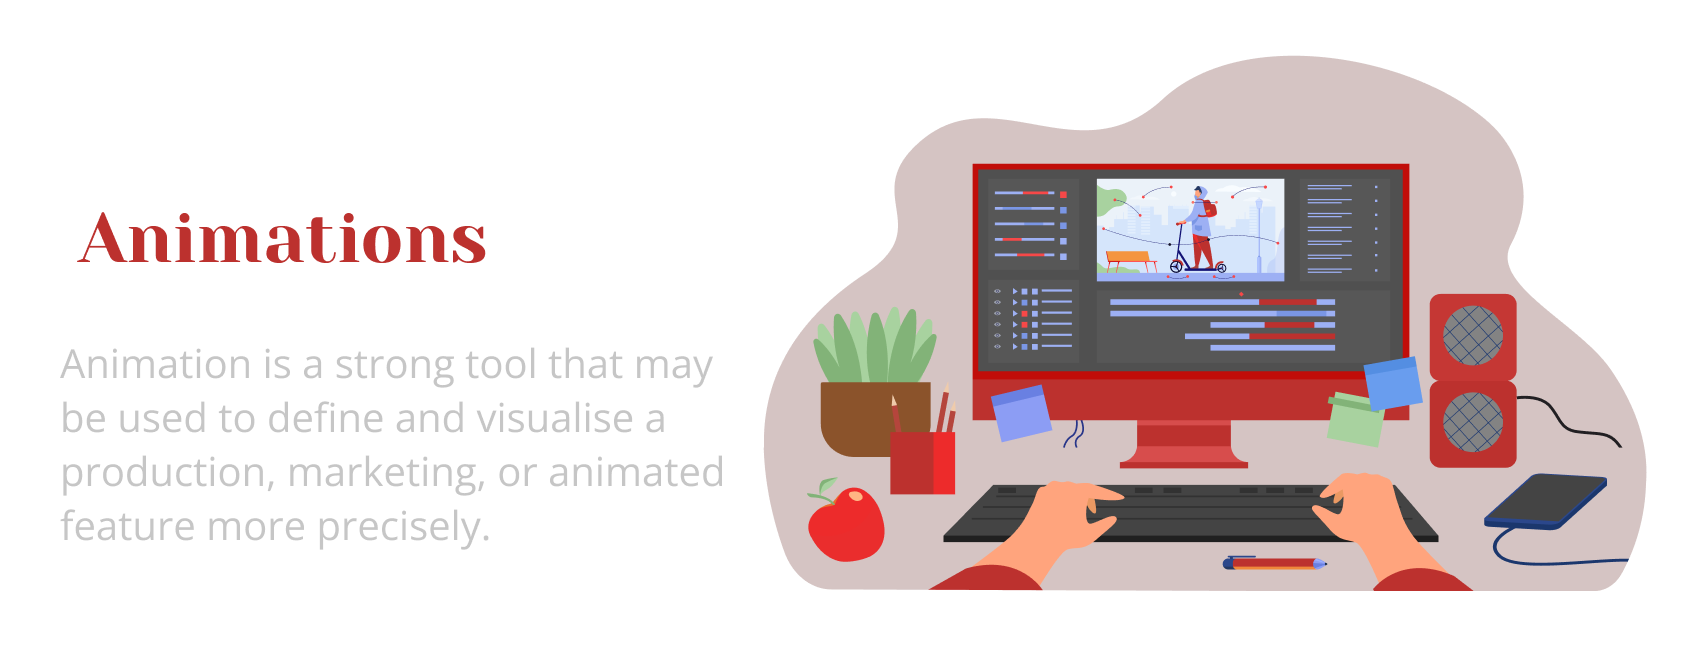 Animations
Animation is a strong tool that may
be used to define and visualise a
production, marketing, or animated
feature more precisely.